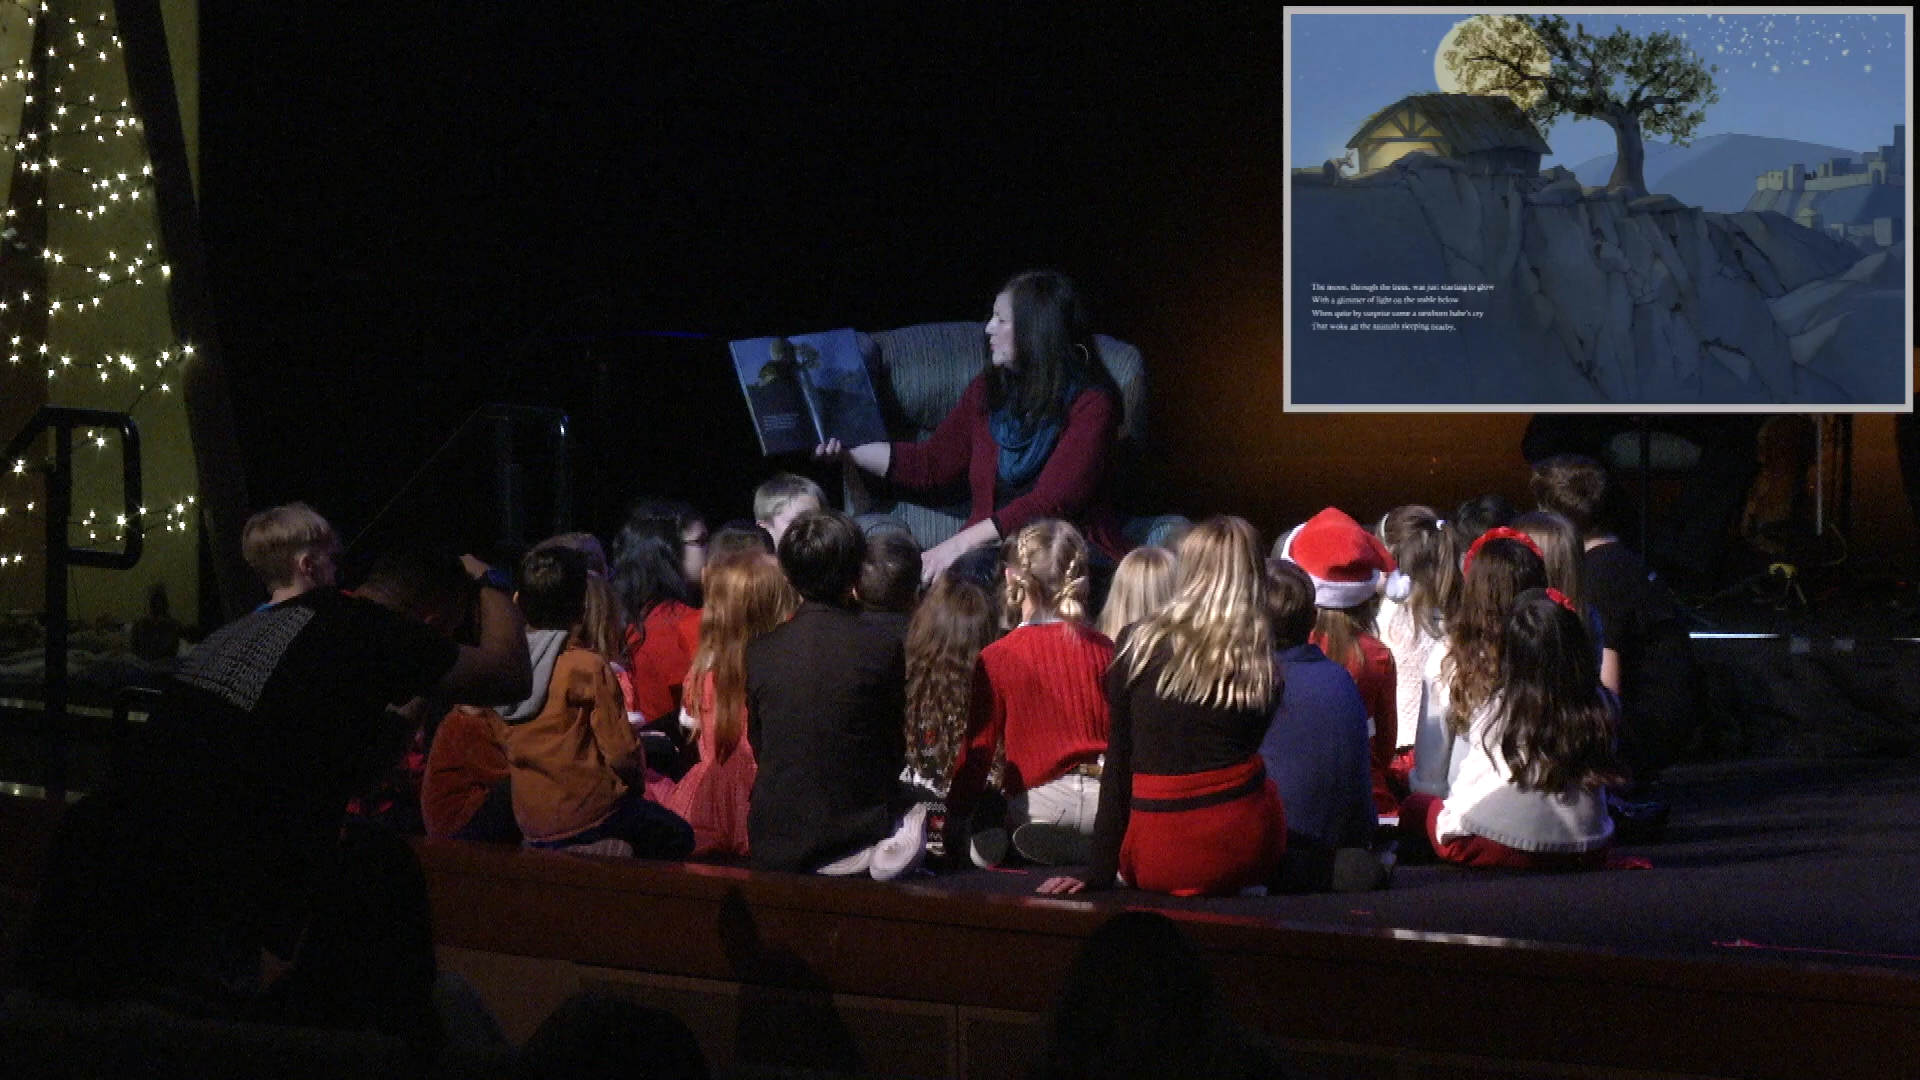 The moon, through the trees, was just starting to glow
With a glimmer of light on the stable below
When quite by surprise came a newborn babe's cry
That woke all the animals sleeping nearby.